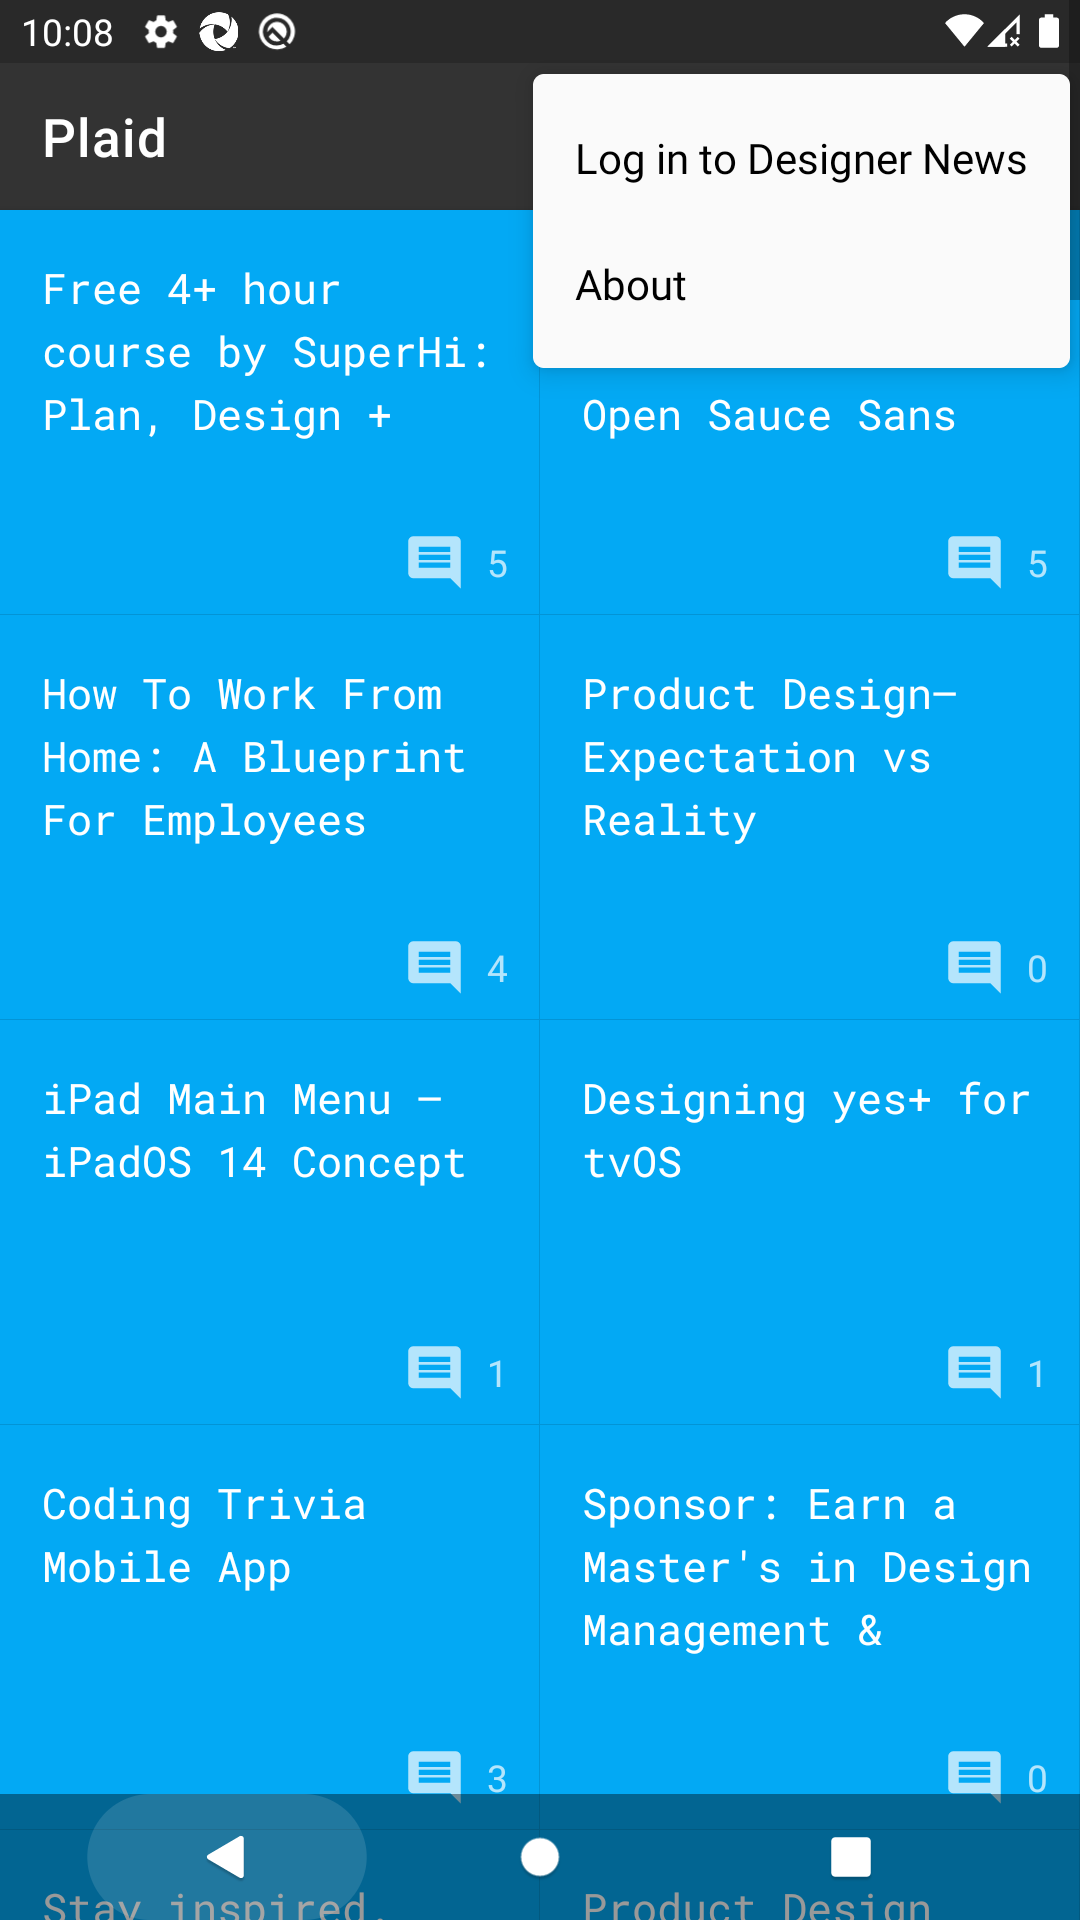 10:08
Plaid
Log in to Designer News
About
Free 4+ hour
course by SuperHi:
Plan, Design +
5
Open Sauce Sans
5
How To Work From
Home: A Blueprint
For Employees
4
Product Design—
Expectation vs
Reality
0
iPad Main Menu —
iPadOS 14 Concept
1
Designing yes+ for
tvOS
1
Coding Trivia
Mobile App
3
Sponsor: Earn a
Master's in Design
Management &
0
Stay inspired.
Product Design